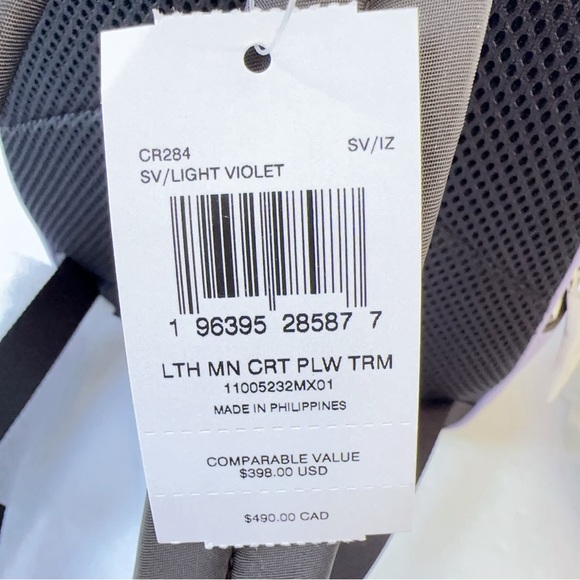 CR284 SV/IZ
SV/LIGHT VIOLET
1 96395 28587 7
LTH MN CRT PLW TRM
11005232MX01
MADE IN PHILIPPINES
COMPARABLE VALUE
$398.00 USD
$490.00 CAD